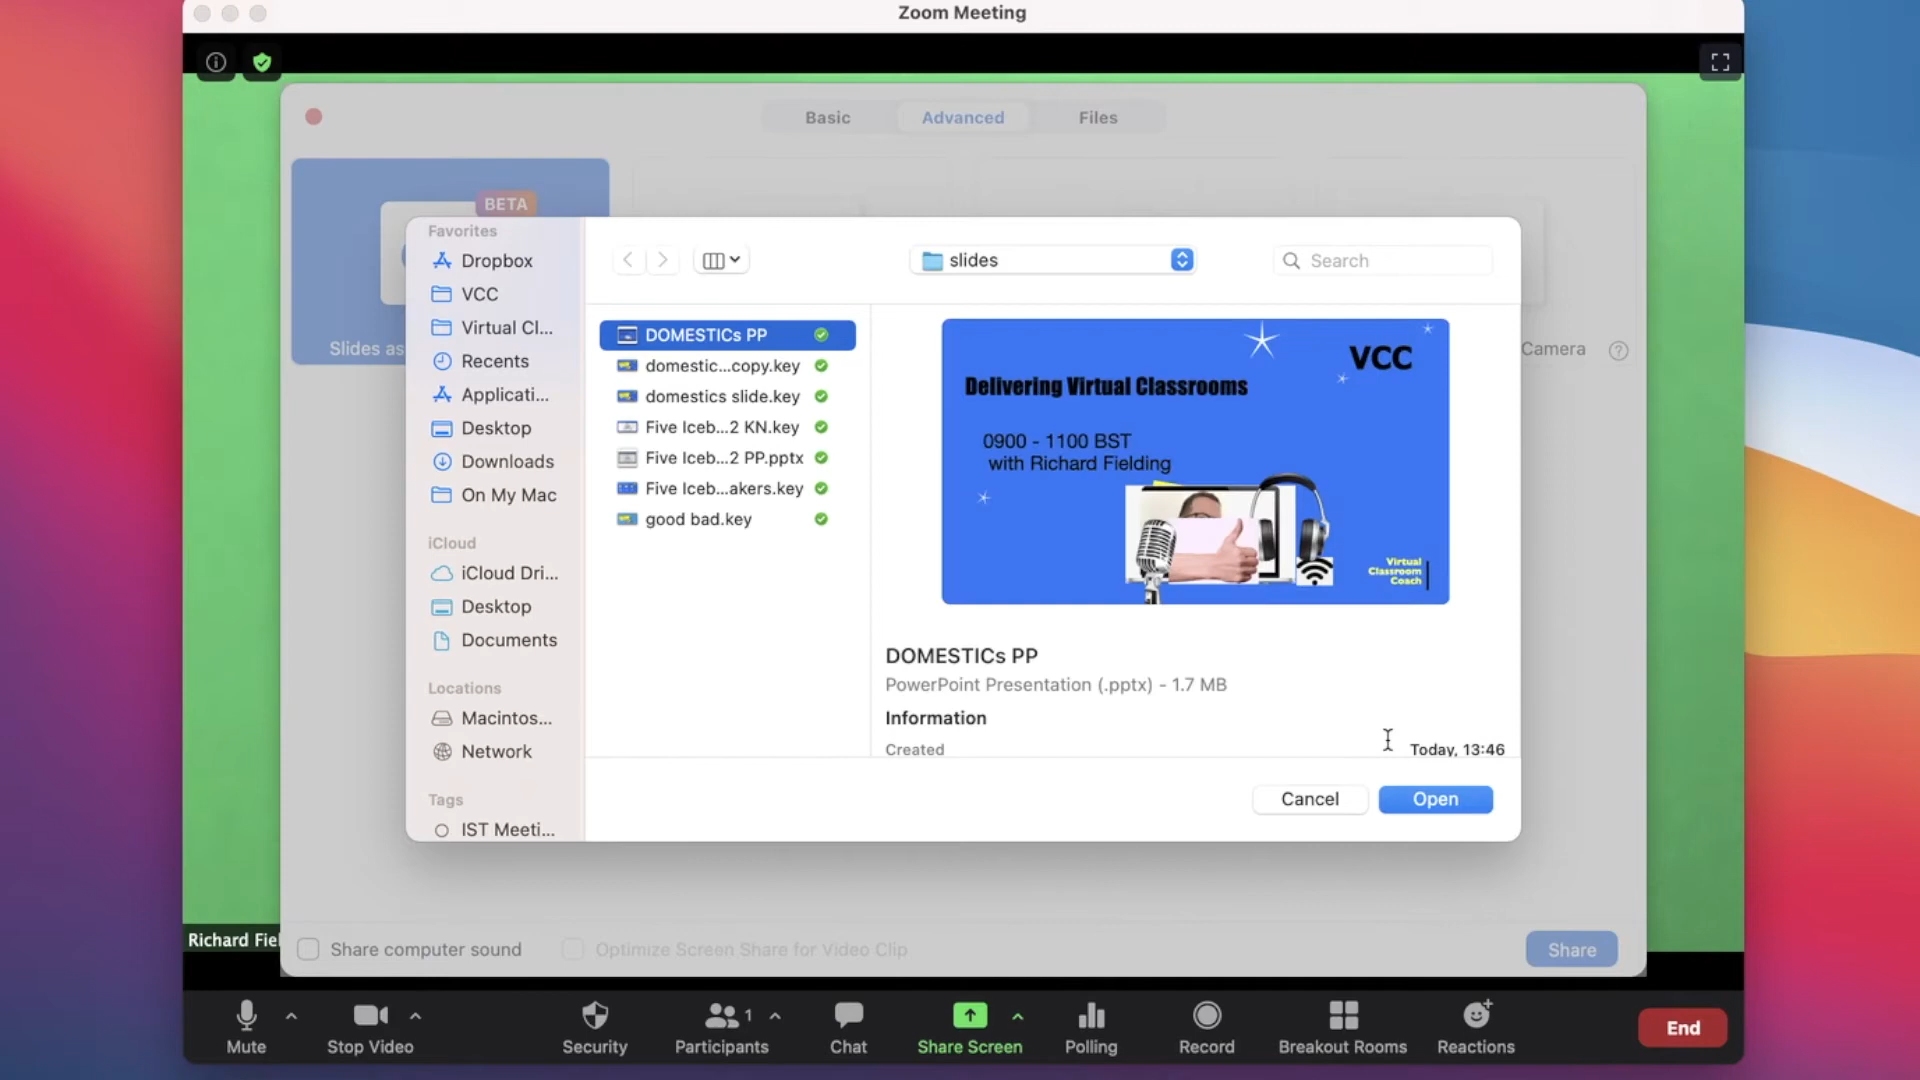 Zoom Meeting
Basic
Advanced
Files
BETA
Slides as
Camera
Favorites
Dropbox
VCC
Virtual Cl...
Recents
Applicati...
Desktop
Downloads
On My Mac
iCloud
iCloud Dri...
Desktop
Documents
Locations
Macintos...
Network
Tags
IST Meeti...
slides
Search
DOMESTICs PP
domestic...copy.key
domestics slide.key
Five Iceb...2 KN.key
Five Iceb...2 PP.pptx
Five Iceb...akers.key
good bad.key
VCC
Delivering Virtual Classrooms
0900 - 1100 BST
with Richard Fielding
Virtual
Classroom
Coach
DOMESTICs PP
PowerPoint Presentation (.pptx) - 1.7 MB
Information
Created Today, 13:46
Cancel
Open
Richard Fiel
Share computer sound
Optimize Screen Share for Video Clip
Share
Mute
Stop Video
Security
1
Participants
Chat
Share Screen
Polling
Record
Breakout Rooms
Reactions
End